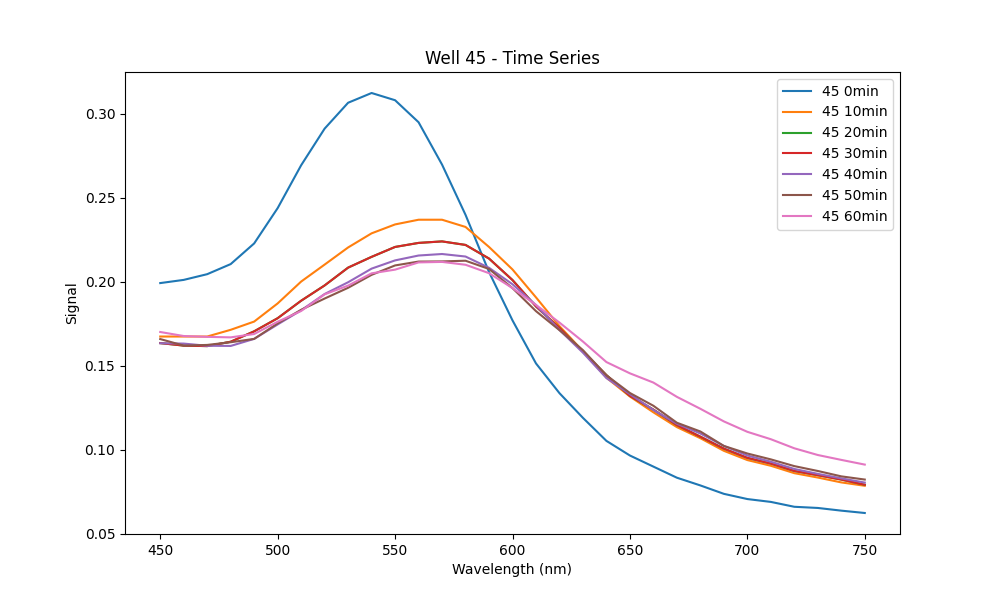 Well 45 - Time Series
45 0min
45 10min
45 20min
45 30min
45 40min
45 50min
45 60min
Signal
0.30
0.25
0.20
0.15
0.10
0.05
450 500 550 600 650 700 750
Wavelength (nm)